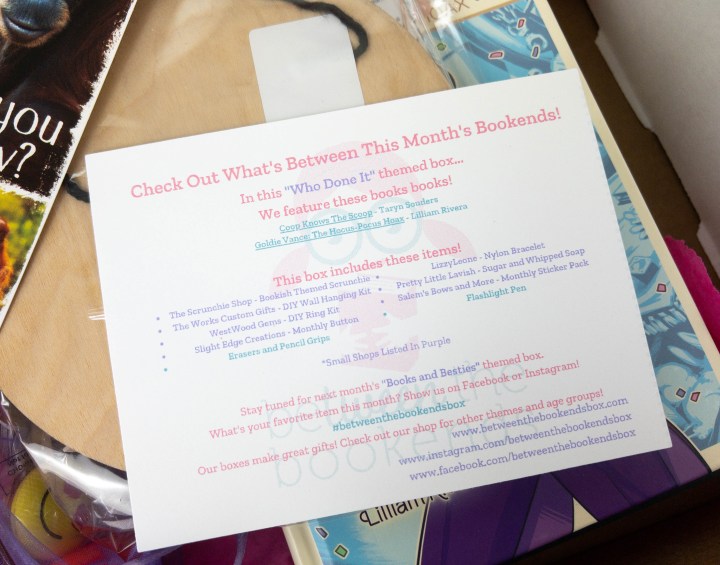 Check Out What's Between This Month's Bookends!
In this "Who Done It" themed box...
We feature these books books!
Coop Knows The Scoop - Taryn Souders
Goldie Vance: The Hocus-Pocus Hoax - Lilliam Rivera
This box includes these items!
The Scrunchie Shop - Bookish Themed Scrunchie
The Works Custom Gifts - DIY Wall Hanging Kit
WestWood Gems - DIY Ring Kit
Slight Edge Creations - Monthly Button
Erasers and Pencil Grips
LizzyLeone - Nylon Bracelet
Pretty Little Lavish - Sugar and Whipped Soap
Salem's Bows and More - Monthly Sticker Pack
Flashlight Pen
*Small Shops Listed In Purple
Stay tuned for next month's "Books and Besties" themed box.
What's your favorite item this month? Show us on Facebook or Instagram!
#betweenthebookendsbox
Our boxes make great gifts! Check out our shop for other themes and age groups!
www.betweenthebookendsbox.com
www.instagram.com/betweenthebookendsbox
www.facebook.com/betweenthebookendsbox
between the
bookends
you
Lilliam